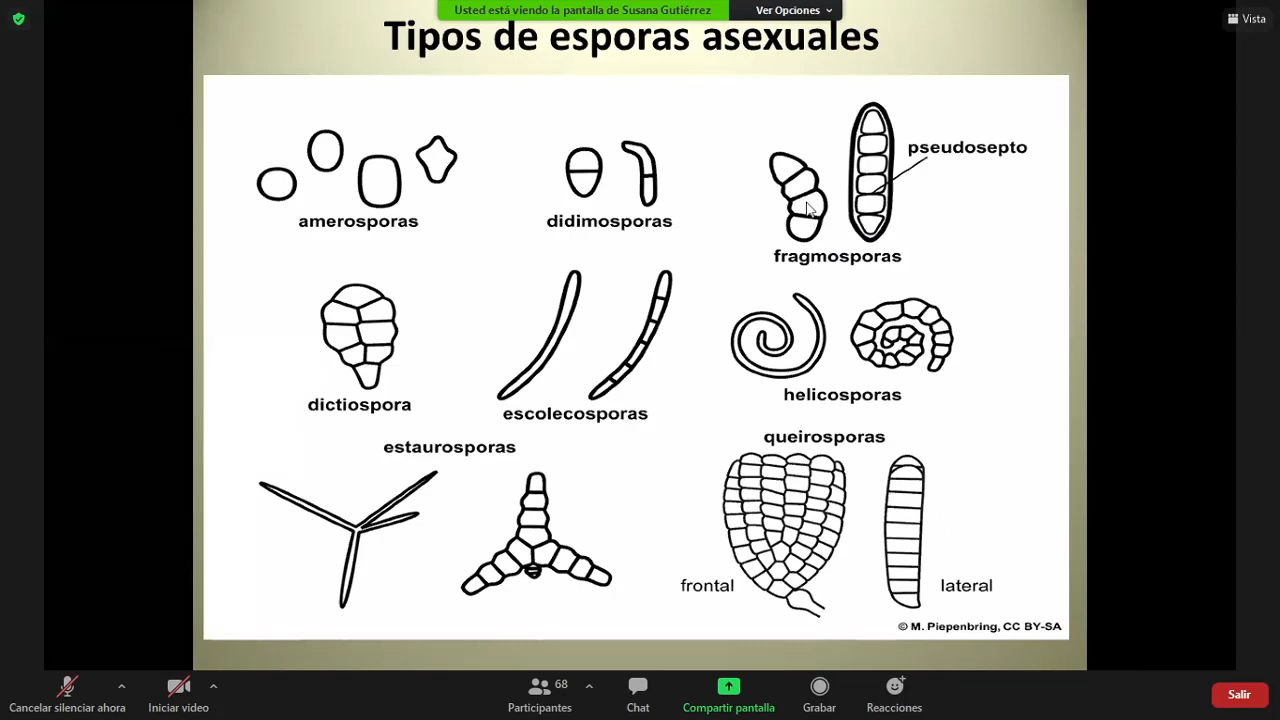 Usted está viendo la pantalla de Susana Gutiérrez
Ver Opciones
Vista
Tipos de esporas asexuales
pseudosepto
amerosporas
didimosporas
fragmosporas
dictiospora
escolecosporas
helicosporas
estaurosporas
queirosporas
frontal
lateral
© M. Piepenbring, CC BY-SA
Cancelar silenciar ahora
Iniciar video
68
Participantes
Chat
Compartir pantalla
Grabar
Reacciones
Salir